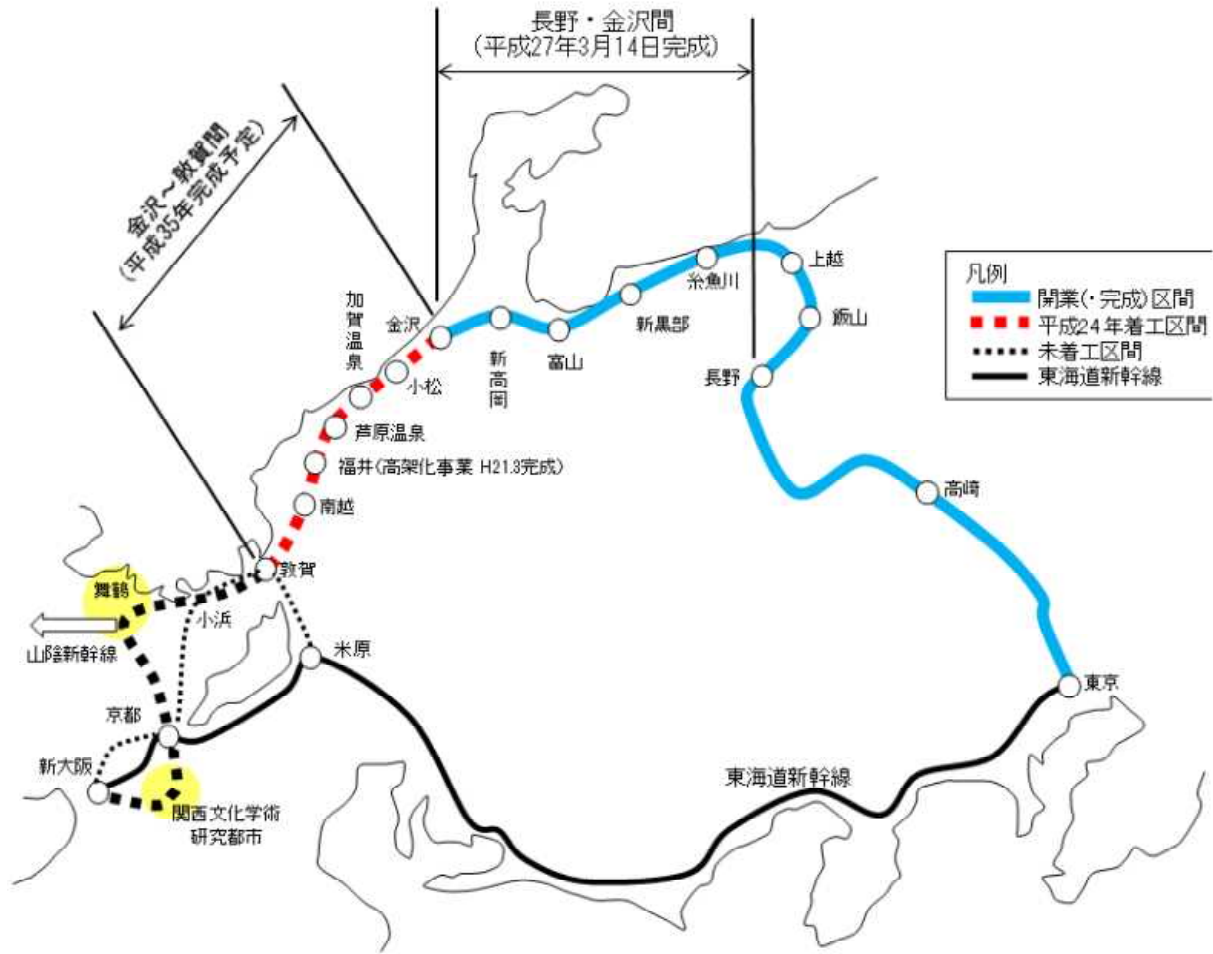 長野・金沢間
(平成27年3月14日完成)
金沢～敦賀間
(平成35年完成予定)
凡例
開業(・完成)区間
平成24年着工区間
未着工区間
東海道新幹線
上越
糸魚川
飯山
新黒部
富山
新高岡
金沢
加賀温泉
小松
長野
芦原温泉
福井(高架化事業 H21.3完成)
南越
高崎
敦賀
舞鶴
小浜
山陰新幹線
米原
東京
京都
新大阪
東海道新幹線
関西文化学術
研究都市